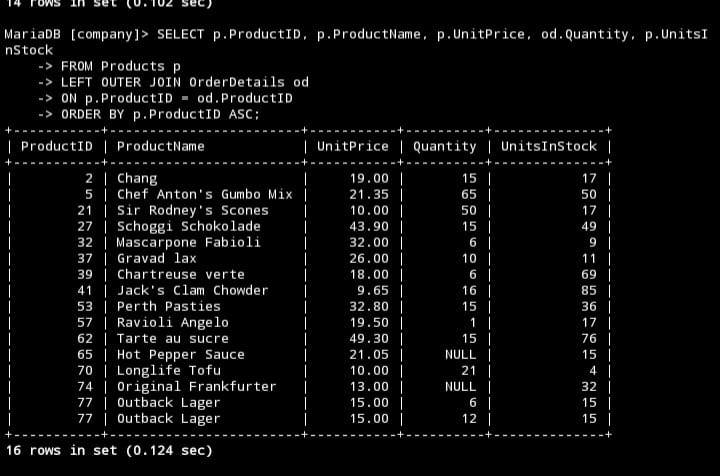 14 rows in set (0.102 sec)
MariaDB [company]> SELECT p.ProductID, p.ProductName, p.UnitPrice, od.Quantity, p.UnitsI
nStock
    -> FROM Products p
    -> LEFT OUTER JOIN OrderDetails od
    -> ON p.ProductID = od.ProductID
    -> ORDER BY p.ProductID ASC;
+-----------+------------------------+-----------+----------+--------------+
| ProductID | ProductName            | UnitPrice | Quantity | UnitsInStock |
+-----------+------------------------+-----------+----------+--------------+
|         2 | Chang                  |     19.00 |       15 |           17 |
|         5 | Chef Anton's Gumbo Mix |     21.35 |       65 |           50 |
|        21 | Sir Rodney's Scones    |     10.00 |       50 |           17 |
|        27 | Schoggi Schokolade     |     43.90 |       15 |           49 |
|        32 | Mascarpone Fabioli     |     32.00 |        6 |            9 |
|        37 | Gravad lax             |     26.00 |       10 |           11 |
|        39 | Chartreuse verte       |     18.00 |        6 |           69 |
|        41 | Jack's Clam Chowder    |      9.65 |       16 |           85 |
|        53 | Perth Pasties          |     32.80 |       15 |           36 |
|        57 | Ravioli Angelo         |     19.50 |        1 |           17 |
|        62 | Tarte au sucre         |     49.30 |       15 |           76 |
|        65 | Hot Pepper Sauce       |     21.05 |     NULL |           15 |
|        70 | Longlife Tofu          |     10.00 |       21 |            4 |
|        74 | Original Frankfurter   |     13.00 |     NULL |           32 |
|        77 | Outback Lager          |     15.00 |        6 |           15 |
|        77 | Outback Lager          |     15.00 |       12 |           15 |
+-----------+------------------------+-----------+----------+--------------+
16 rows in set (0.124 sec)